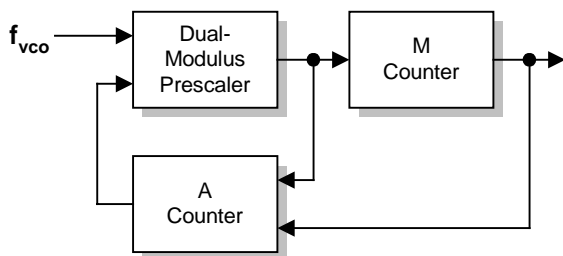 f_vco
Dual-
Modulus
Prescaler
M
Counter
A
Counter